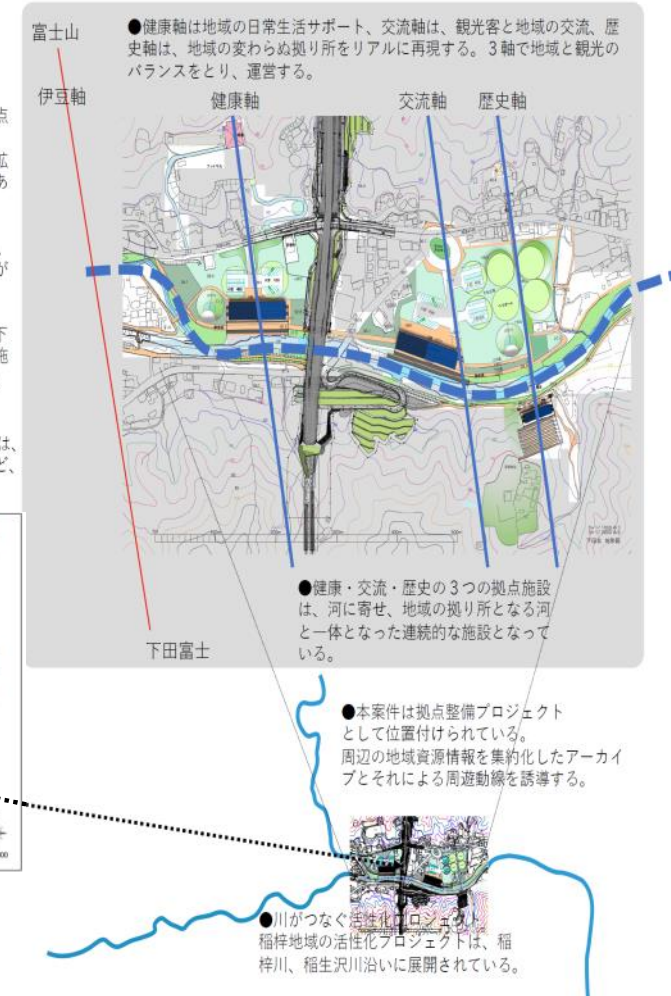 ●健康軸は地域の日常生活サポート、交流軸は、観光客と地域の交流、歴
史軸は、地域の変わらぬ拠り所をリアルに再現する。３軸で地域と観光の
バランスをとり、運営する。
富士山
伊豆軸
健康軸
交流軸
歴史軸
点
拡
あ
が
下
施
は、
ど、
●健康・交流・歴史の３つの拠点施設
は、河に寄せ、地域の拠り所となる河
と一体となった連続的な施設となって
いる。
下田富士
●本案件は拠点整備プロジェクト
として位置付けられている。
周辺の地域資源情報を集約化したアーカイ
ブとそれによる周遊動線を誘導する。
●川がつなぐ活性化プロジェクト
稲梓地域の活性化プロジェクトは、稲
梓川、稲生沢川沿いに展開されている。